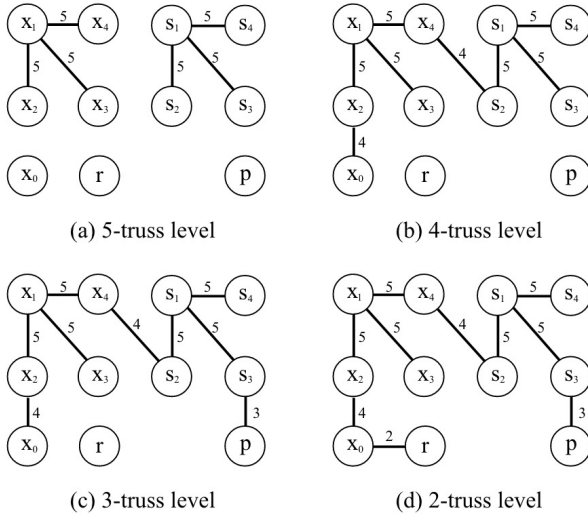 x₁ 5 x₄ s₁ 5 s₄
5 5 5 5
x₂ x₃ s₂ s₃
x₀ r p
(a) 5-truss level
x₁ 5 x₄ s₁ 5 s₄
5 5 4 5 5
x₂ x₃ s₂ s₃
4
x₀ r p
(b) 4-truss level
x₁ 5 x₄ s₁ 5 s₄
5 5 4 5 5
x₂ x₃ s₂ s₃
4 3
x₀ r p
(c) 3-truss level
x₁ 5 x₄ s₁ 5 s₄
5 5 4 5 5
x₂ x₃ s₂ s₃
4 3
x₀ 2 r p
(d) 2-truss level